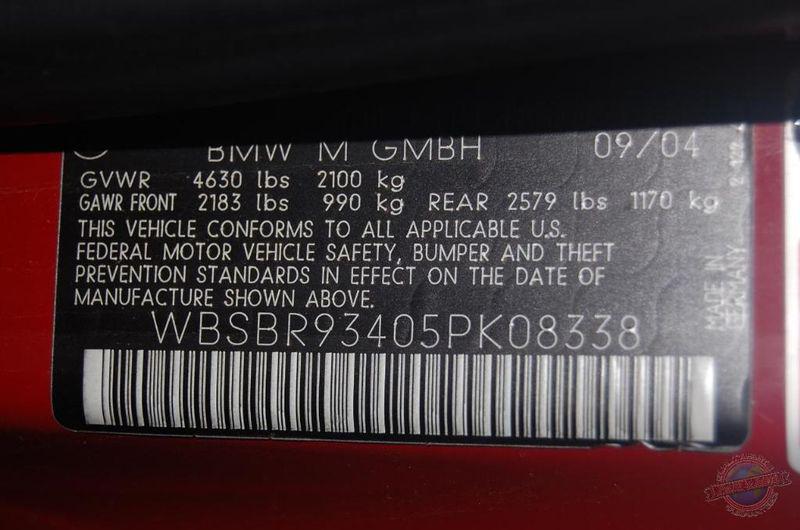 BMW M GMBH 09/04
GVWR 4630 lbs 2100 kg
GAWR FRONT 2183 lbs 990 kg REAR 2579 lbs 1170 kg
THIS VEHICLE CONFORMS TO ALL APPLICABLE U.S.
FEDERAL MOTOR VEHICLE SAFETY, BUMPER AND THEFT
PREVENTION STANDARDS IN EFFECT ON THE DATE OF
MANUFACTURE SHOWN ABOVE.
WBSBR93405PK08338
MADE IN
GERMANY